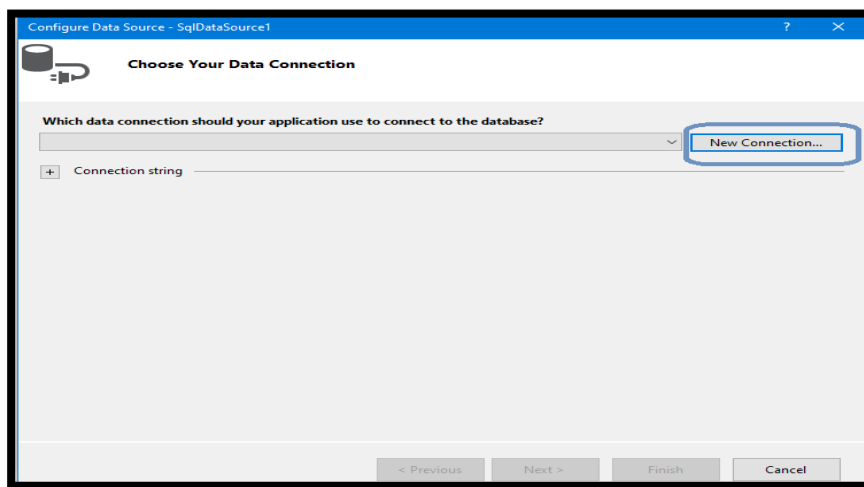 Configure Data Source - SqlDataSource1 ?
Choose Your Data Connection
Which data connection should your application use to connect to the database?
New Connection...
+ Connection string
< Previous Next > Finish Cancel